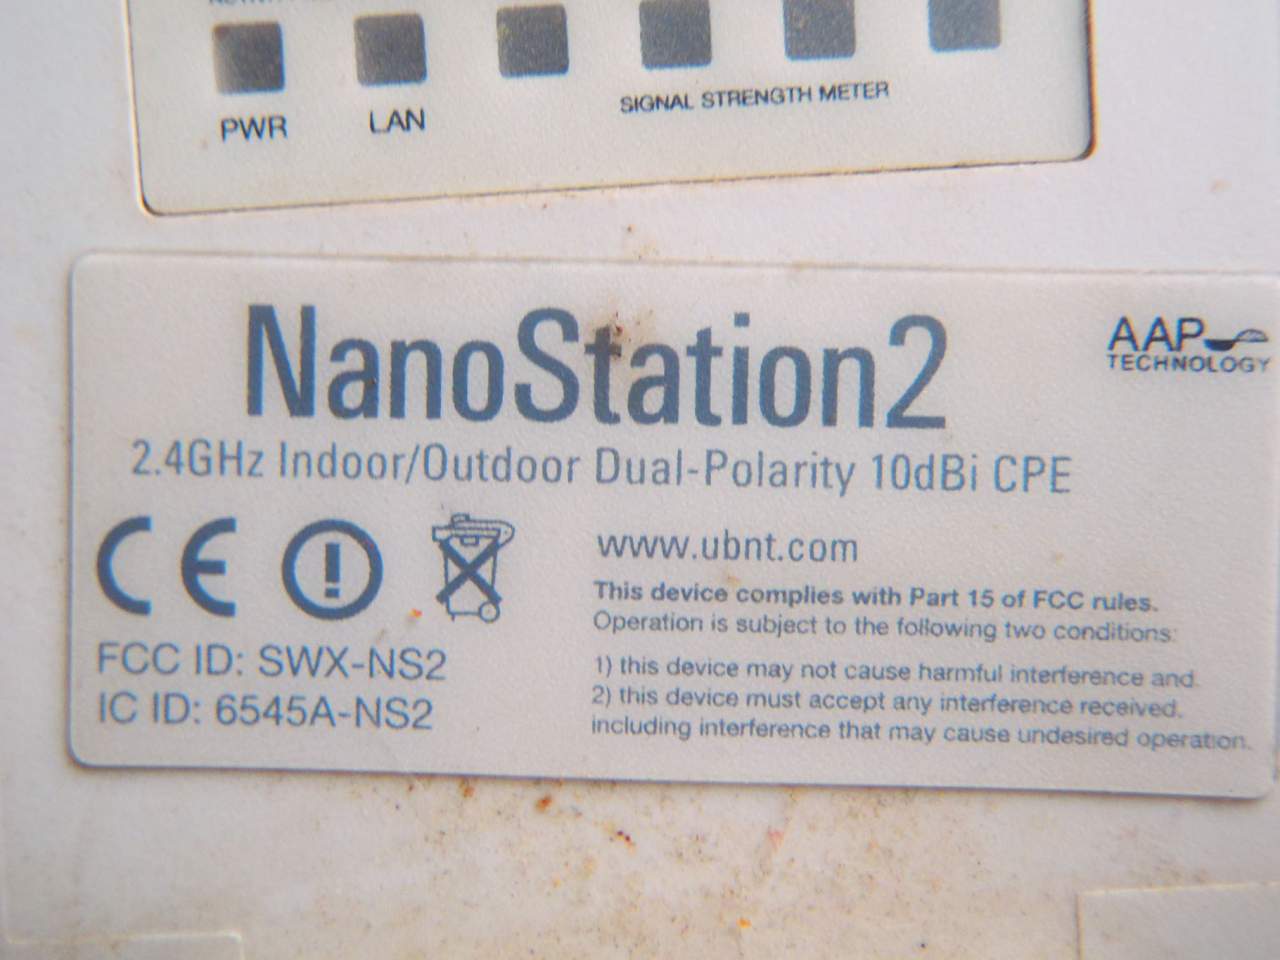 PWR
LAN
SIGNAL STRENGTH METER
NanoStation2
AAP
TECHNOLOGY
2.4GHz Indoor/Outdoor Dual-Polarity 10dBi CPE
CE
FCC ID: SWX-NS2
IC ID: 6545A-NS2
www.ubnt.com
This device complies with Part 15 of FCC rules.
Operation is subject to the following two conditions:
1) this device may not cause harmful interference and
2) this device must accept any interference received,
including interference that may cause undesired operation.